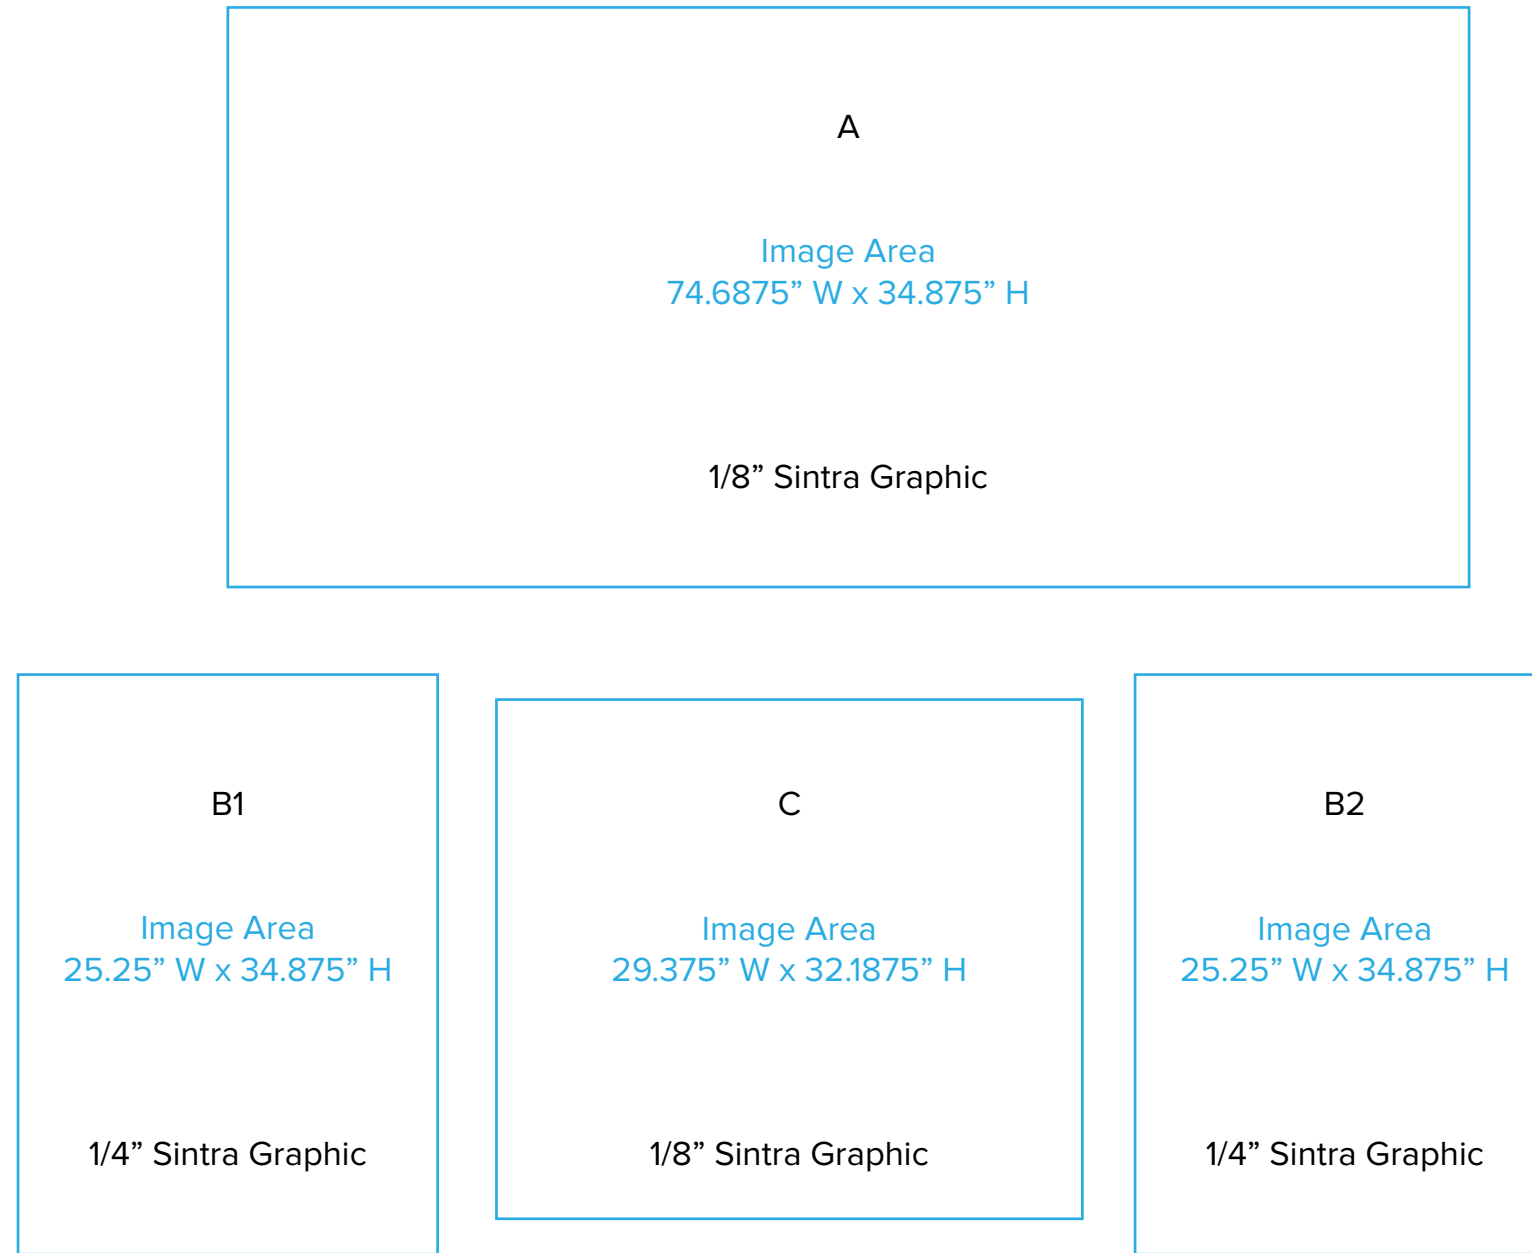 A
Image Area
74.6875” W x 34.875” H
1/8” Sintra Graphic
B1
Image Area
25.25” W x 34.875” H
1/4” Sintra Graphic
C
Image Area
29.375” W x 32.1875” H
1/8” Sintra Graphic
B2
Image Area
25.25” W x 34.875” H
1/4” Sintra Graphic